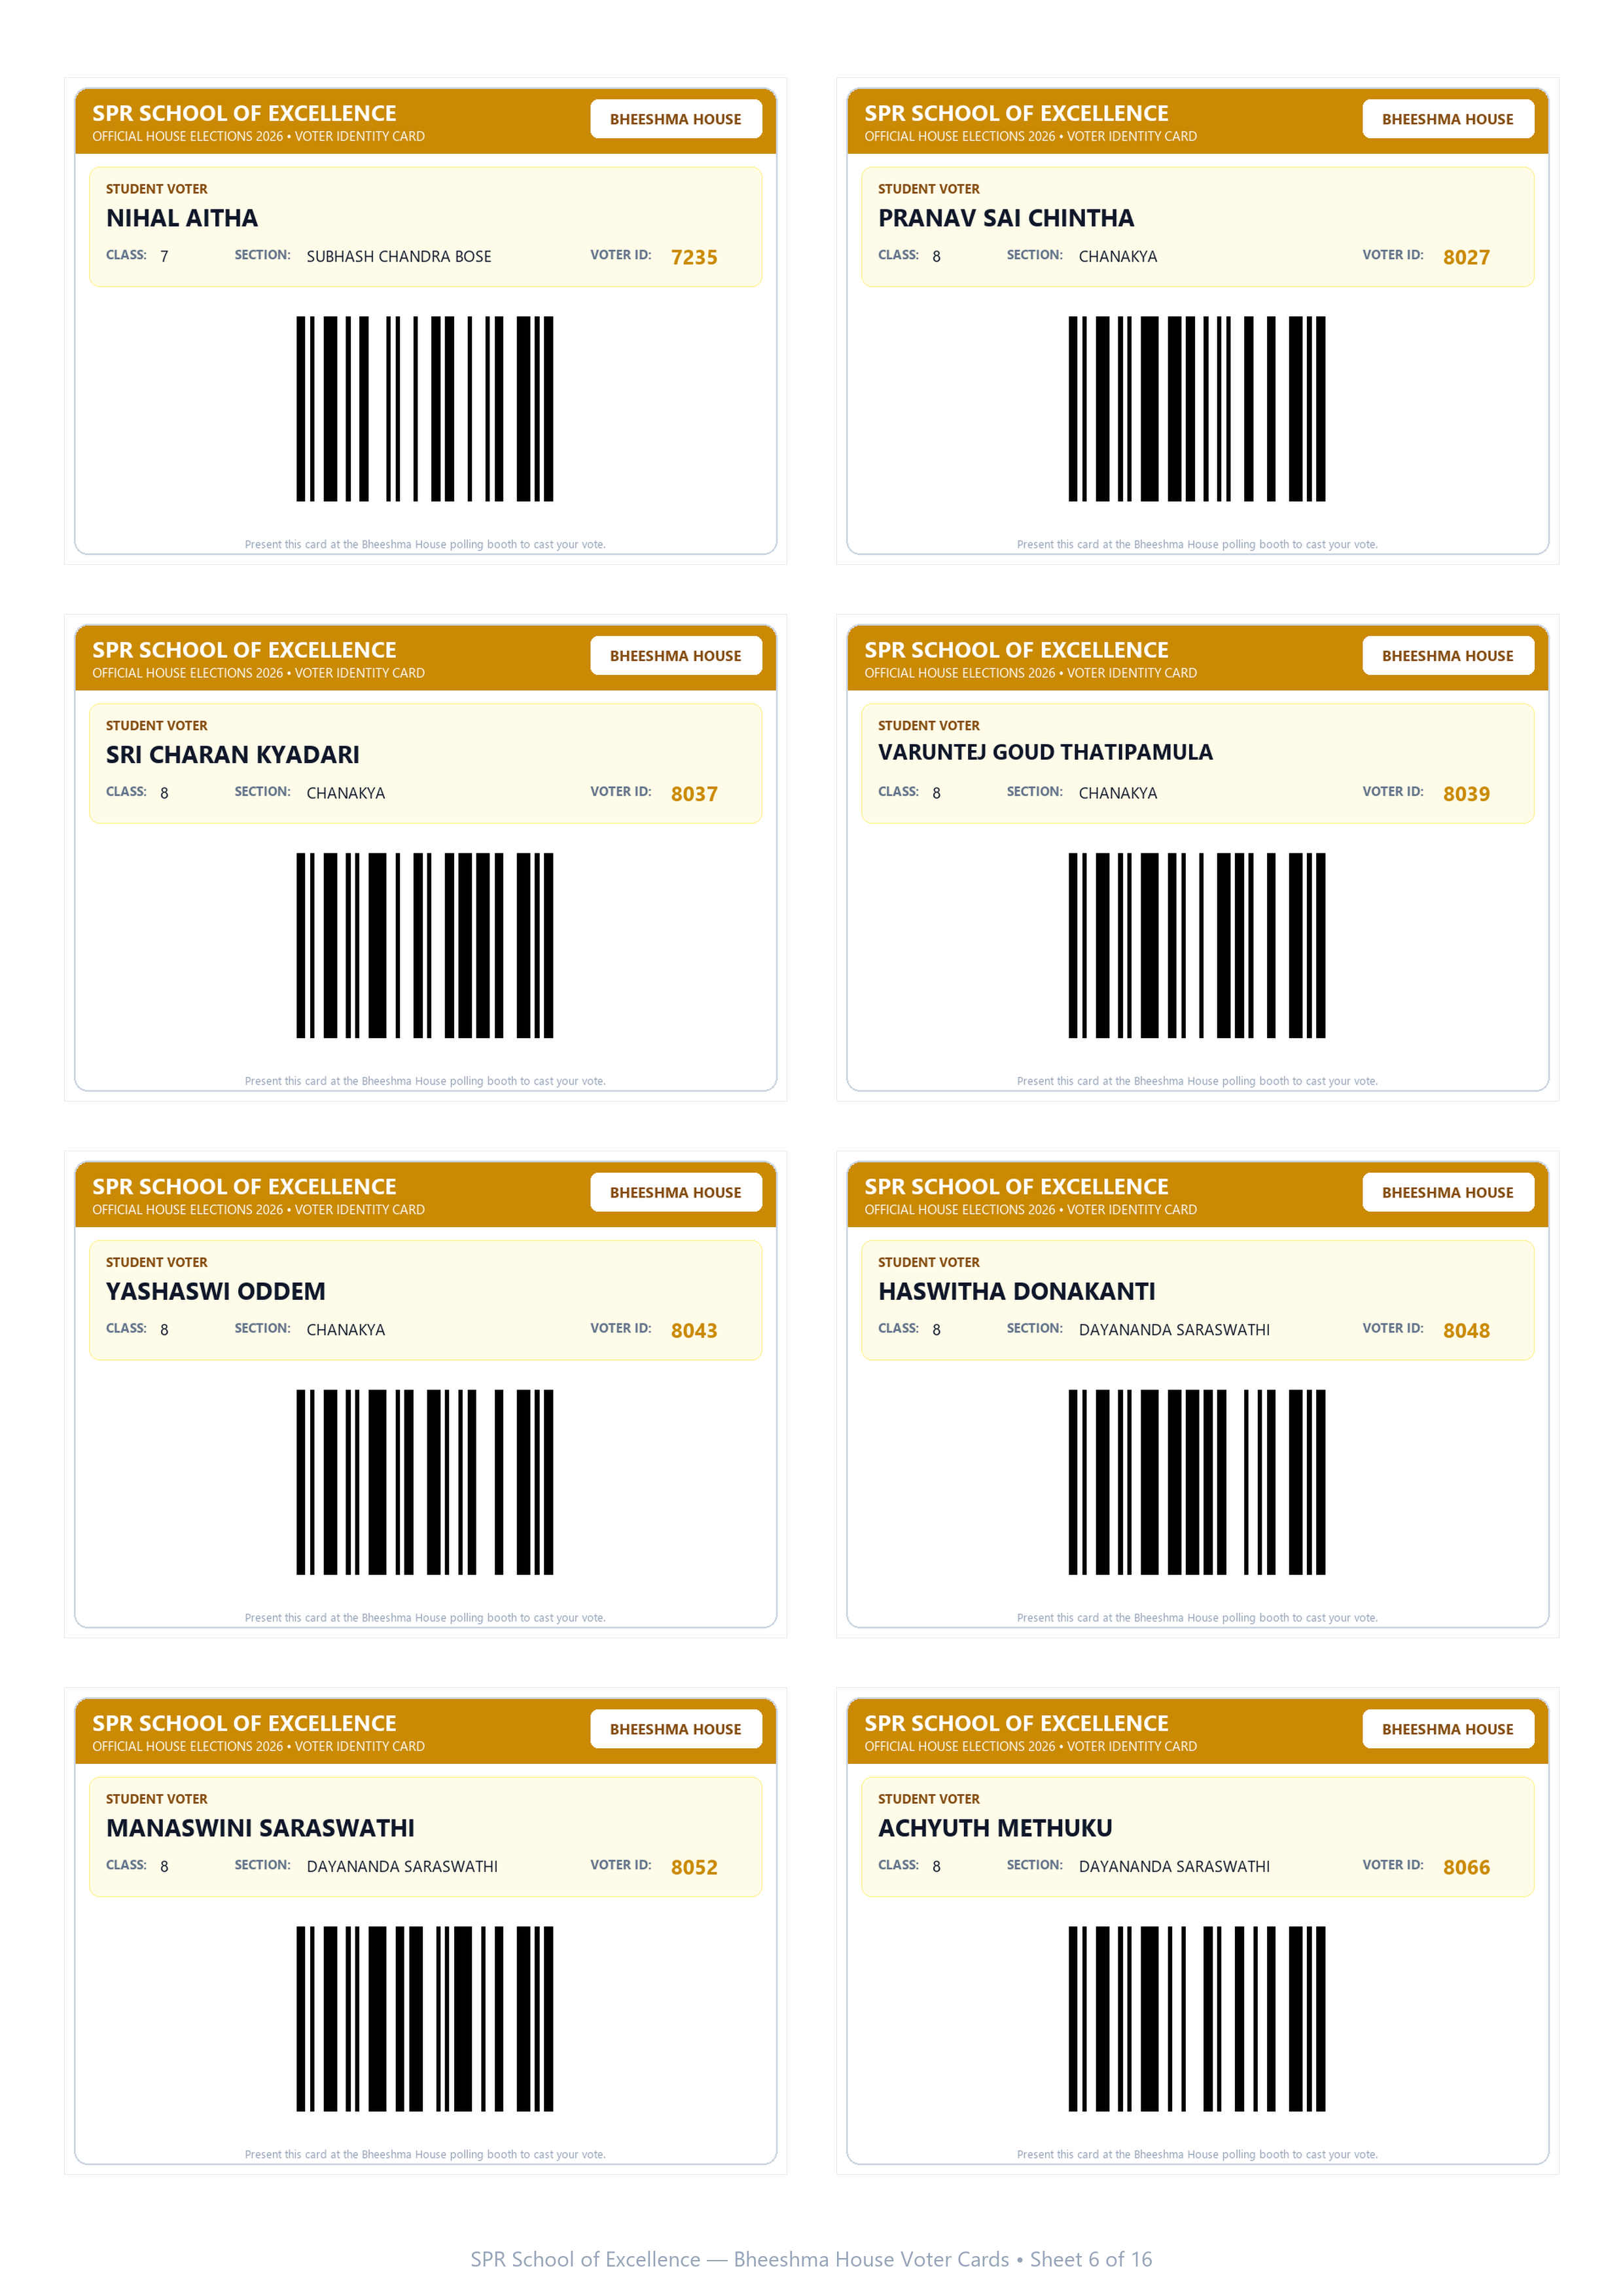 SPR SCHOOL OF EXCELLENCE
OFFICIAL HOUSE ELECTIONS 2026 • VOTER IDENTITY CARD
BHEESHMA HOUSE
STUDENT VOTER
NIHAL AITHA
CLASS: 7 SECTION: SUBHASH CHANDRA BOSE VOTER ID: 7235
Present this card at the Bheeshma House polling booth to cast your vote.
SPR SCHOOL OF EXCELLENCE
OFFICIAL HOUSE ELECTIONS 2026 • VOTER IDENTITY CARD
BHEESHMA HOUSE
STUDENT VOTER
PRANAV SAI CHINTHA
CLASS: 8 SECTION: CHANAKYA VOTER ID: 8027
Present this card at the Bheeshma House polling booth to cast your vote.
SPR SCHOOL OF EXCELLENCE
OFFICIAL HOUSE ELECTIONS 2026 • VOTER IDENTITY CARD
BHEESHMA HOUSE
STUDENT VOTER
SRI CHARAN KYADARI
CLASS: 8 SECTION: CHANAKYA VOTER ID: 8037
Present this card at the Bheeshma House polling booth to cast your vote.
SPR SCHOOL OF EXCELLENCE
OFFICIAL HOUSE ELECTIONS 2026 • VOTER IDENTITY CARD
BHEESHMA HOUSE
STUDENT VOTER
VARUNTEJ GOUD THATIPAMULA
CLASS: 8 SECTION: CHANAKYA VOTER ID: 8039
Present this card at the Bheeshma House polling booth to cast your vote.
SPR SCHOOL OF EXCELLENCE
OFFICIAL HOUSE ELECTIONS 2026 • VOTER IDENTITY CARD
BHEESHMA HOUSE
STUDENT VOTER
YASHASWI ODDEM
CLASS: 8 SECTION: CHANAKYA VOTER ID: 8043
Present this card at the Bheeshma House polling booth to cast your vote.
SPR SCHOOL OF EXCELLENCE
OFFICIAL HOUSE ELECTIONS 2026 • VOTER IDENTITY CARD
BHEESHMA HOUSE
STUDENT VOTER
HASWITHA DONAKANTI
CLASS: 8 SECTION: DAYANANDA SARASWATHI VOTER ID: 8048
Present this card at the Bheeshma House polling booth to cast your vote.
SPR SCHOOL OF EXCELLENCE
OFFICIAL HOUSE ELECTIONS 2026 • VOTER IDENTITY CARD
BHEESHMA HOUSE
STUDENT VOTER
MANASWINI SARASWATHI
CLASS: 8 SECTION: DAYANANDA SARASWATHI VOTER ID: 8052
Present this card at the Bheeshma House polling booth to cast your vote.
SPR SCHOOL OF EXCELLENCE
OFFICIAL HOUSE ELECTIONS 2026 • VOTER IDENTITY CARD
BHEESHMA HOUSE
STUDENT VOTER
ACHYUTH METHUKU
CLASS: 8 SECTION: DAYANANDA SARASWATHI VOTER ID: 8066
Present this card at the Bheeshma House polling booth to cast your vote.
SPR School of Excellence — Bheeshma House Voter Cards • Sheet 6 of 16